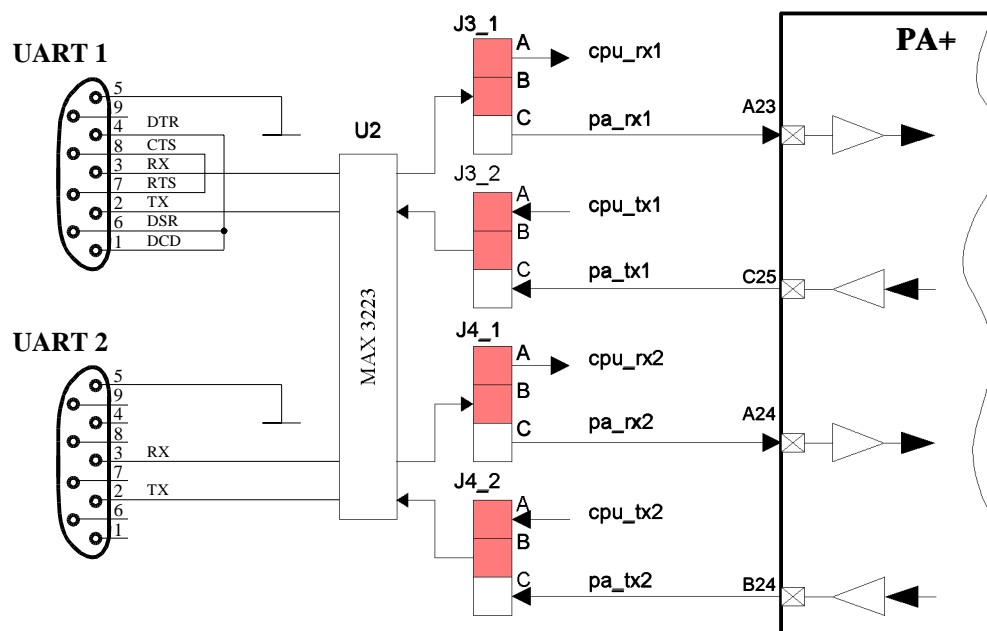 UART 1
5
9
4 DTR
8 CTS
3 RX
7 RTS
2 TX
6 DSR
1 DCD
UART 2
5
9
4
8
3 RX
7
2 TX
6
1
U2
MAX 3223
J3_1
A cpu_rx1
B
C pa_rx1
J3_2
A cpu_tx1
B
C pa_tx1
J4_1
A cpu_rx2
B
C pa_rx2
J4_2
A cpu_tx2
B
C pa_tx2
PA+
A23
C25
A24
B24